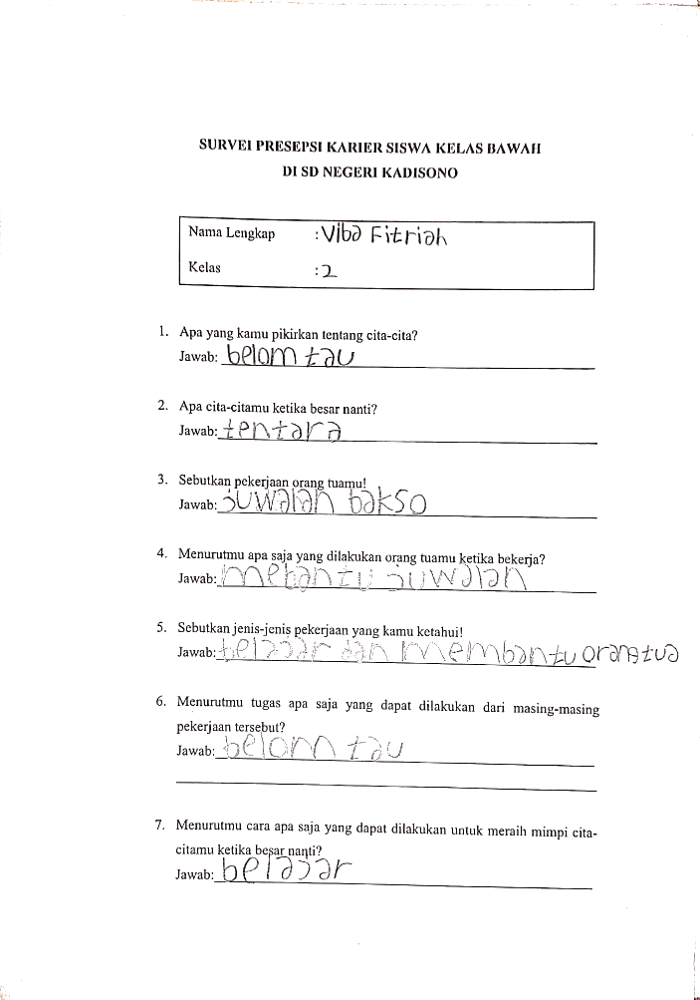 SURVEI PRESEPSI KARIER SISWA KELAS BAWAH
DI SD NEGERI KADISONO
Nama Lengkap : Viba Fitriah
Kelas : 2
1. Apa yang kamu pikirkan tentang cita-cita?
Jawab: belom tau
2. Apa cita-citamu ketika besar nanti?
Jawab: tentara
3. Sebutkan pekerjaan orang tuamu!
Jawab: juwalan bakso
4. Menurutmu apa saja yang dilakukan orang tuamu ketika bekerja?
Jawab: mebantu juwalan
5. Sebutkan jenis-jenis pekerjaan yang kamu ketahui!
Jawab: belajar dan membantu orangtua
6. Menurutmu tugas apa saja yang dapat dilakukan dari masing-masing
pekerjaan tersebut?
Jawab: belom tau
7. Menurutmu cara apa saja yang dapat dilakukan untuk meraih mimpi cita-
citamu ketika besar nanti?
Jawab: belajar